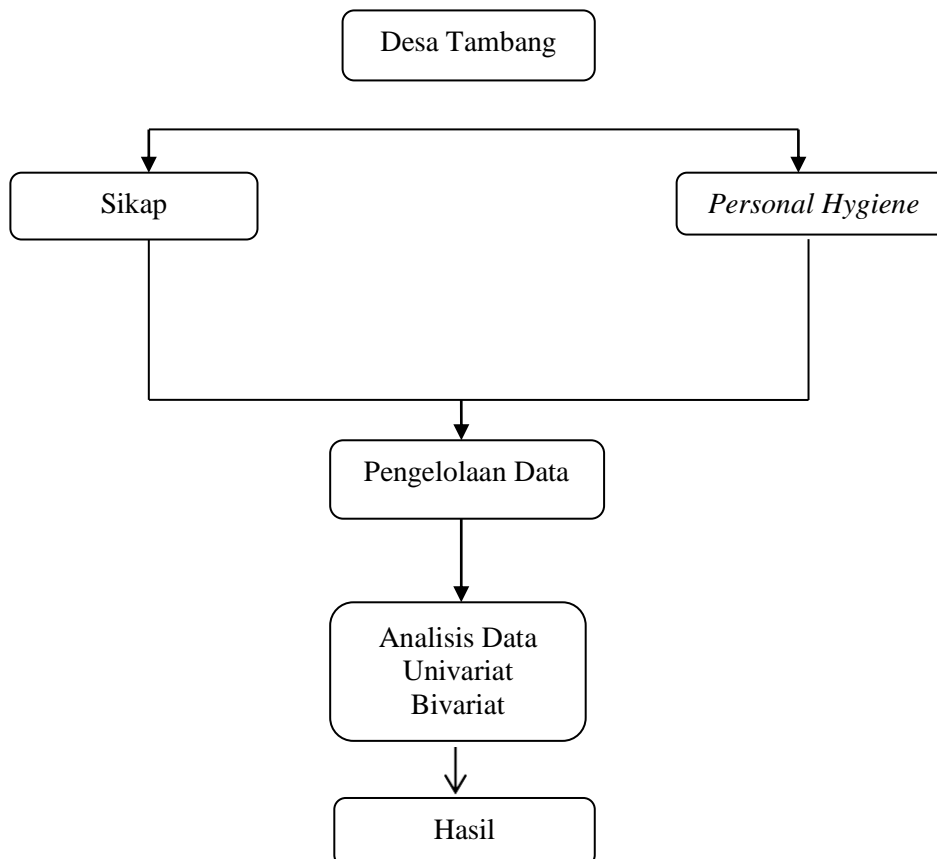 Desa Tambang
Sikap
Personal Hygiene
Pengelolaan Data
Analisis Data
Univariat
Bivariat
Hasil